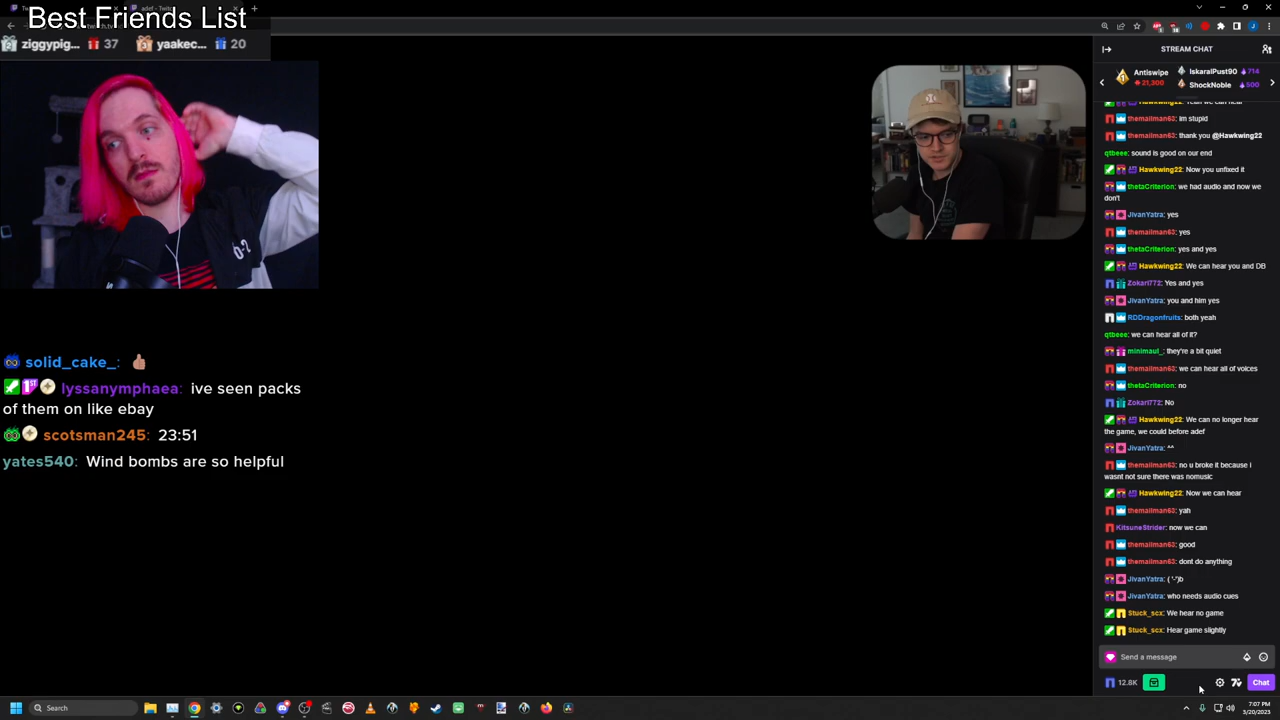 adef - Twitch
Best Friends List
ziggypig... 37 yaakec... 20
solid_cake_:
lyssanymphaea: ive seen packs
of them on like ebay
scotsman245: 23:51
yates540: Wind bombs are so helpful
STREAM CHAT
Antiswipe
21,300
IskaralPust90 714
ShockNoble 500
themailman63: im stupid
themailman63: thank you @Hawkwing22
qtbeee: sound is good on our end
Hawkwing22: Now you unfixed it
thetaCriterion: we had audio and now we
don't
JivanYatra: yes
themailman63: yes
thetaCriterion: yes and yes
Hawkwing22: We can hear you and DB
Zokari772: Yes and yes
JivanYatra: you and him yes
RDDragonfruits: both yeah
qtbeee: we can hear all of it?
minimaul_: they're a bit quiet
themailman63: we can hear all of voices
thetaCriterion: no
Zokari772: No
Hawkwing22: We can no longer hear
the game, we could before adef
JivanYatra: ^^
themailman63: no u broke it because i
wasnt not sure there was nomusic
Hawkwing22: Now we can hear
themailman63: yah
KitsuneStrider: now we can
themailman63: good
themailman63: dont do anything
JivanYatra: ( '-')b
JivanYatra: who needs audio cues
Stuck_scx: We hear no game
Stuck_scx: Hear game slightly
Send a message
12.8K
Chat
Search
7:07 PM
5/20/2023